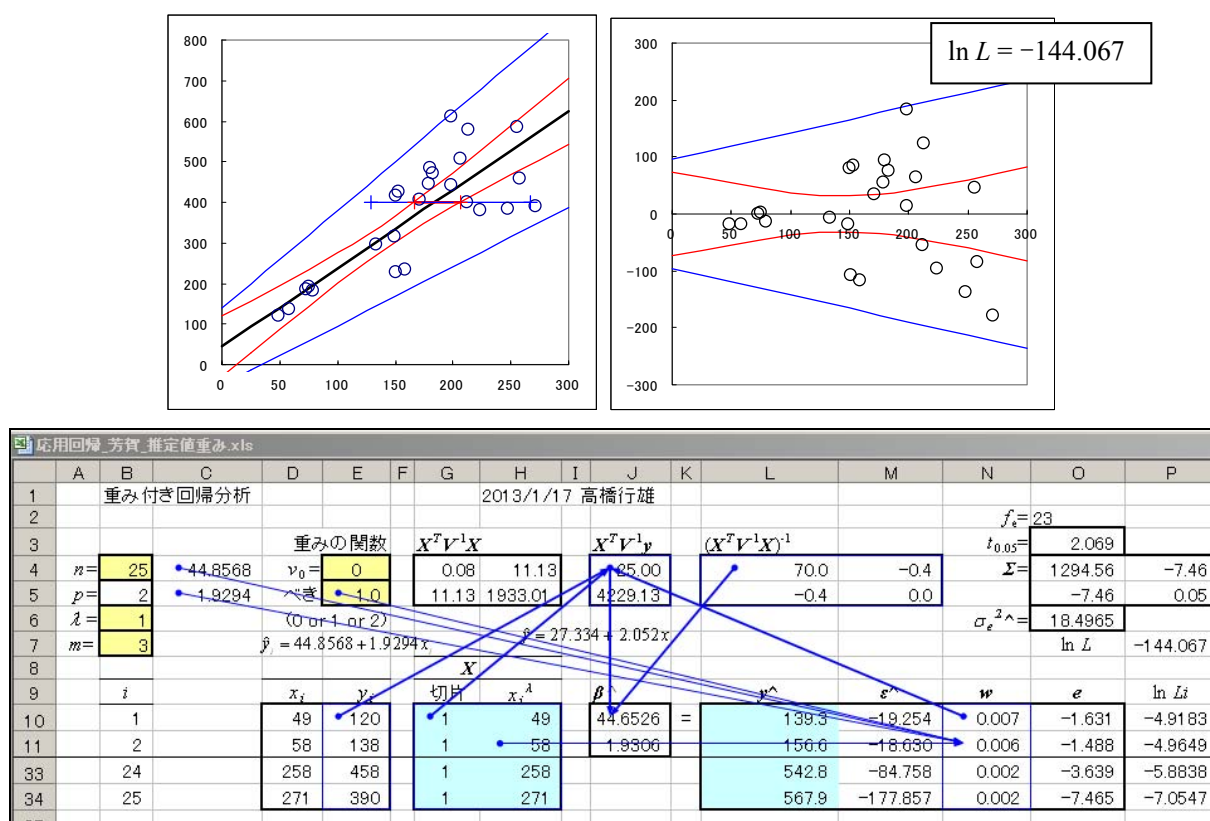 800
700
600
500
400
300
200
100
0
0 50 100 150 200 250 300
ln L = −144.067
300
200
100
0
−100
−200
−300
0 50 100 150 200 250 300
応用回帰_芳賀_推定値重み.xls
A B C D E F G H I J K L M N O P
1 重み付き回帰分析 2013/1/17 高橋行雄
2 fₑ= 23
3 重みの関数 XᵀV⁻¹X XᵀV⁻¹y (XᵀV⁻¹X)⁻¹ t₀.₀₅= 2.069
4 n= 25 44.8568 ν₀= 0 0.08 11.13 25.00 70.0 −0.4 Σ= 1294.56 −7.46
5 p= 2 1.9294 べき 1.0 11.13 1933.01 4229.13 −0.4 0.0 −7.46 0.05
6 λ= 1 (0 or 1 or 2) σₑ²^= 18.4965
7 m= 3 ŷᵢ = 44.8568+1.9294xᵢ ŷ = 27.334 + 2.052x ln L −144.067
8 X
9 i xᵢ yᵢ 切片 xᵢ^λ β^ y^ ε^ w e ln Li
10 1 49 120 1 49 44.6526 = 139.3 −19.254 0.007 −1.631 −4.9183
11 2 58 138 1 58 1.9306 156.6 −18.630 0.006 −1.488 −4.9649
33 24 258 458 1 258 542.8 −84.758 0.002 −3.639 −5.8838
34 25 271 390 1 271 567.9 −177.857 0.002 −7.465 −7.0547